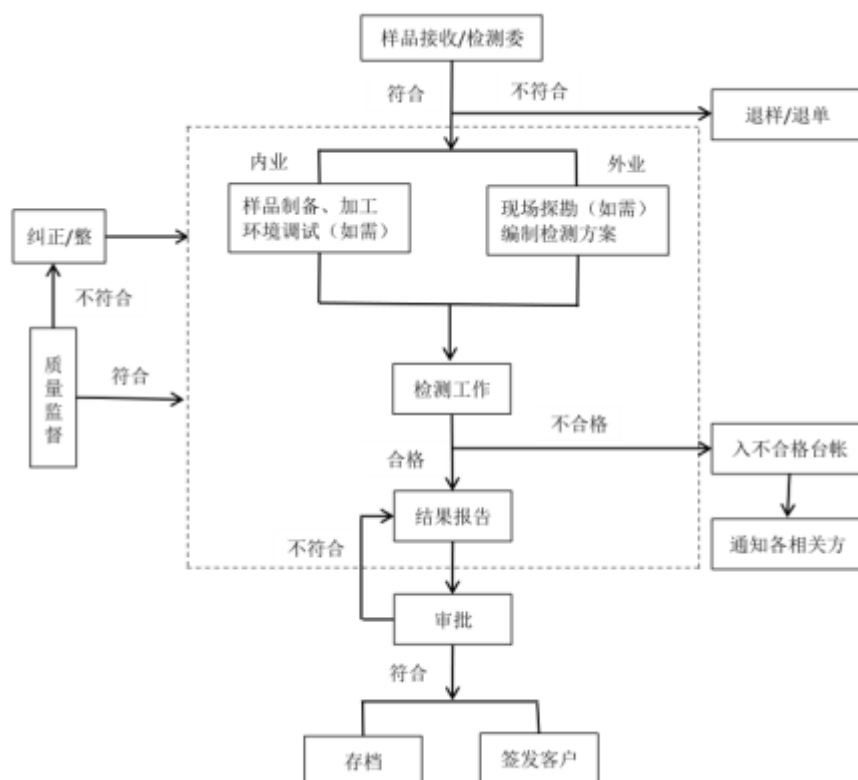 样品接收/检测委
符合
不符合
退样/退单
内业
外业
样品制备、加工
环境调试（如需）
现场探勘（如需）
编制检测方案
纠正/整
不符合
质量监督
符合
检测工作
不合格
合格
入不合格台帐
结果报告
不符合
通知各相关方
审批
符合
存档
签发客户